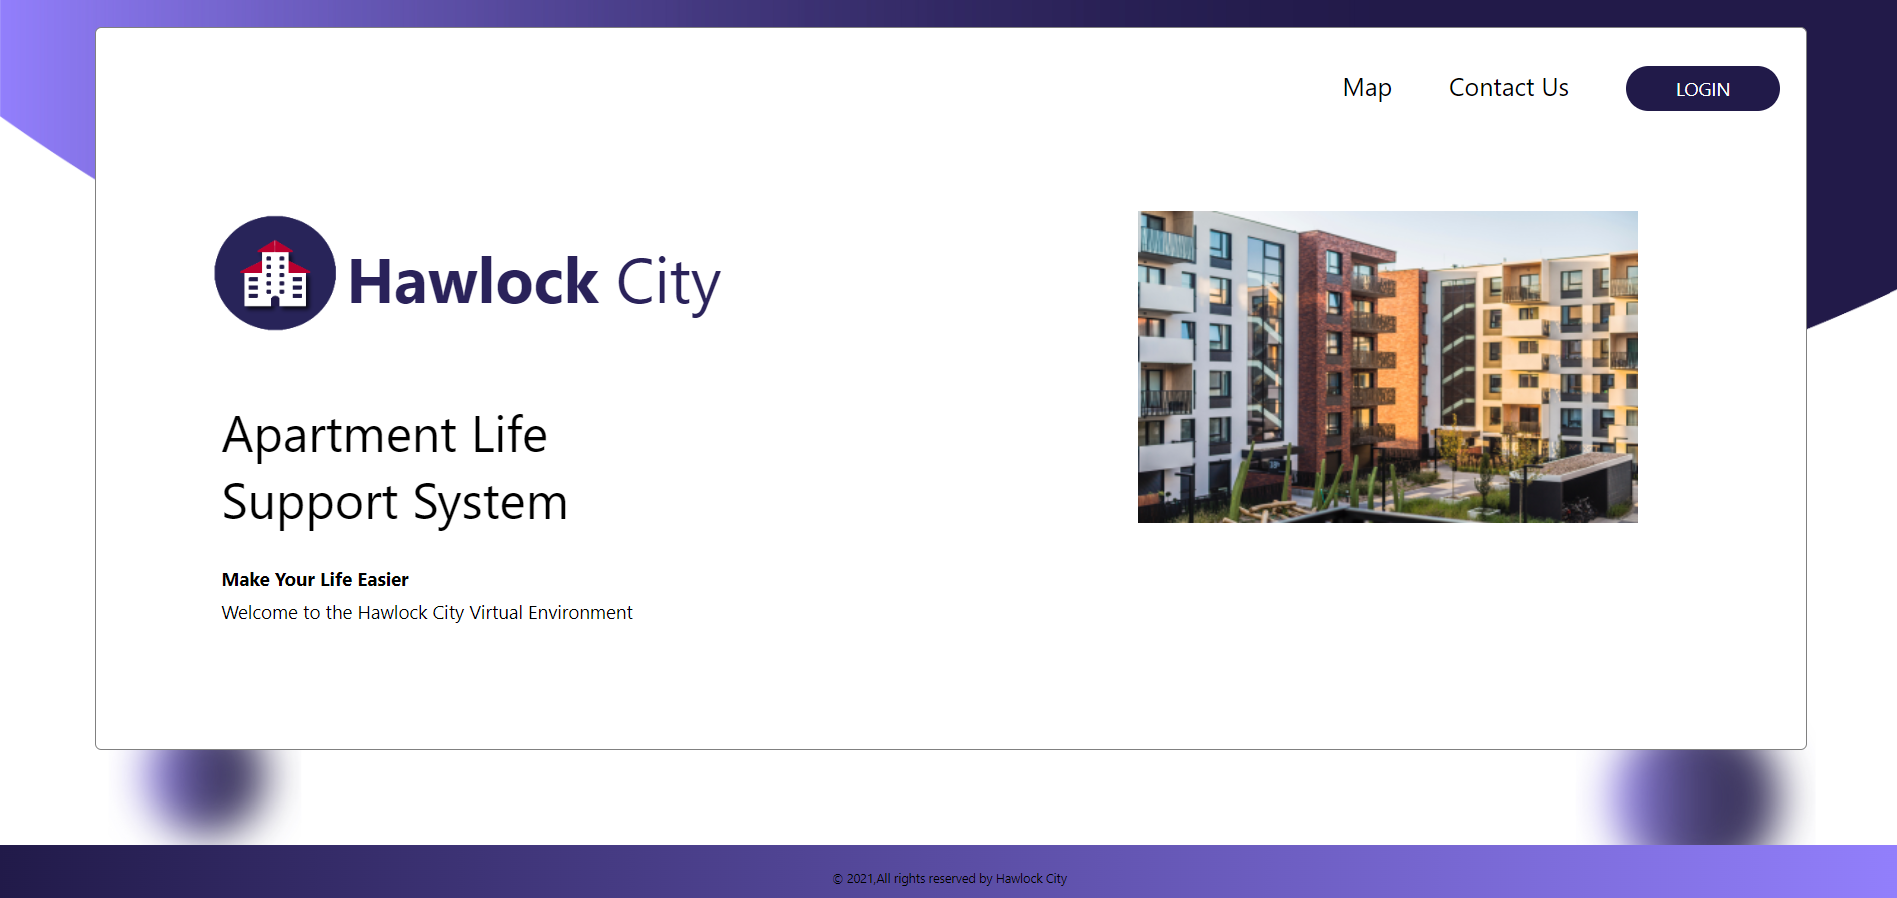 Map
Contact Us
LOGIN
Hawlock City
Apartment Life
Support System
Make Your Life Easier
Welcome to the Hawlock City Virtual Environment
© 2021,All rights reserved by Hawlock City